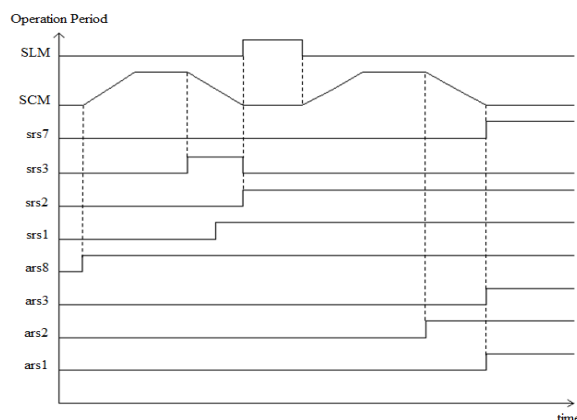 Operation Period
SLM
SCM
srs7
srs3
srs2
srs1
ars8
ars3
ars2
ars1
time